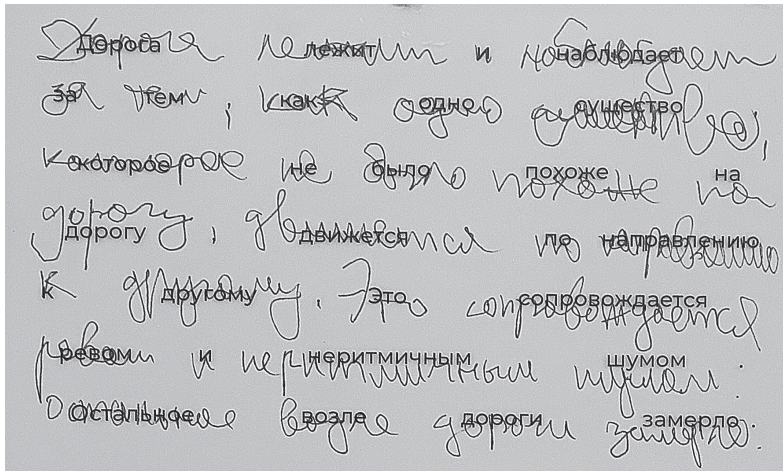 Дорога лежит и наблюдает
за тем, как одно существо,
которое не было похоже на
дорогу, движется по направлению
к другому. Это сопровождается
ревом и неритмичным шумом.
Остальное возле дороги замерло.